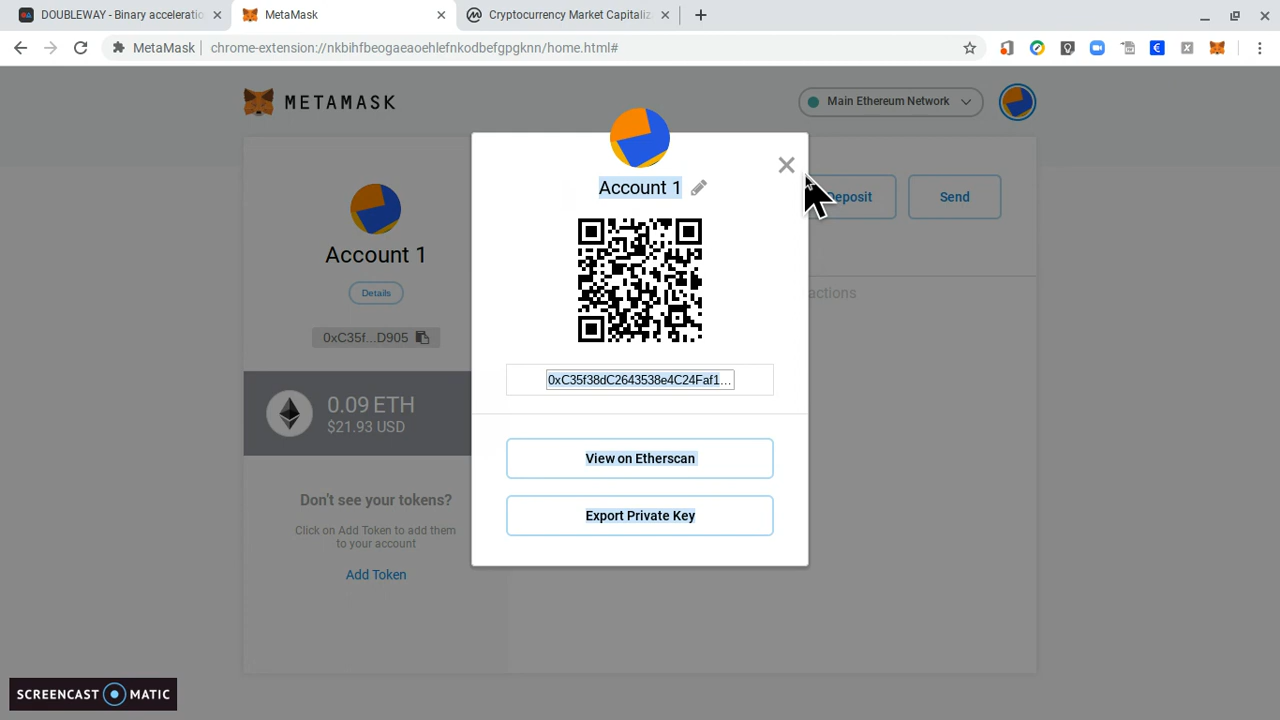 DOUBLEWAY - Binary acceleratio
MetaMask
Cryptocurrency Market Capitaliz
MetaMask
chrome-extension://nkbihfbeogaeaoehlefnkodbefgpgknn/home.html#
METAMASK
Main Ethereum Network
Account 1
Details
0xC35f...D905
0.09 ETH
$21.93 USD
Don't see your tokens?
Click on Add Token to add them
to your account
Add Token
Account 1
0xC35f38dC2643538e4C24Faf1...
View on Etherscan
Export Private Key
Deposit
Send
actions
SCREENCAST MATIC